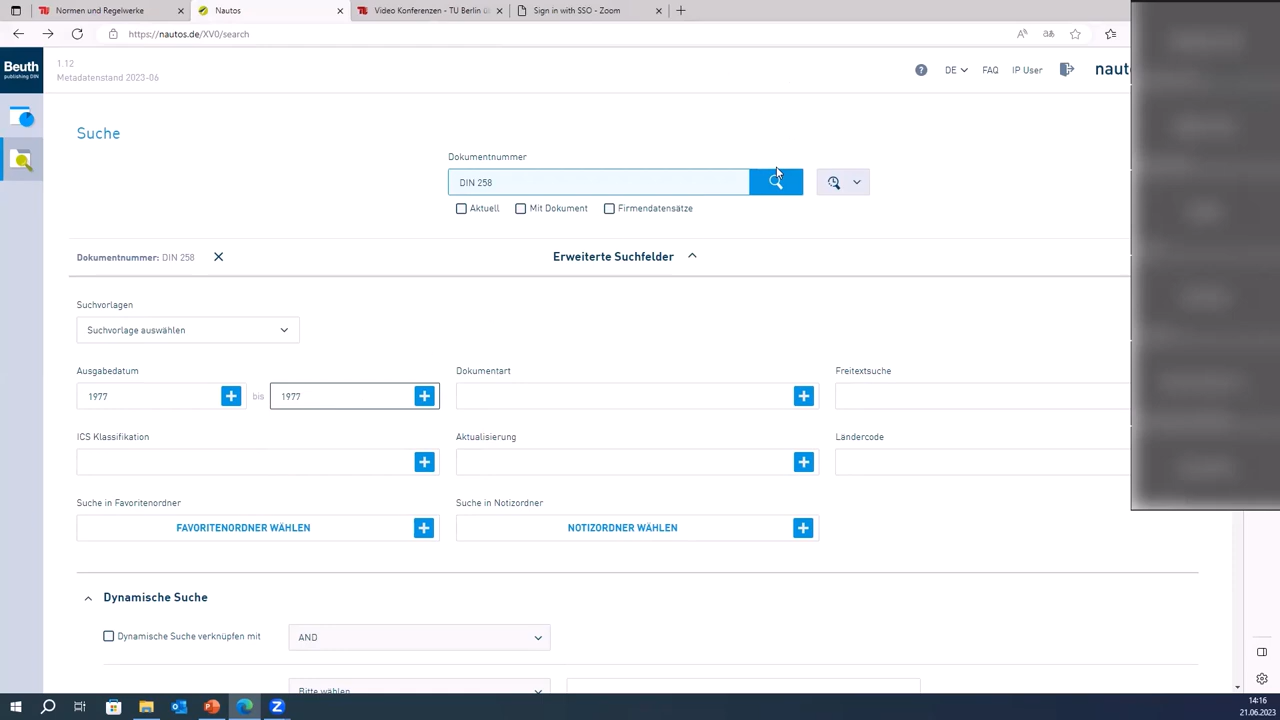 Normen und Regelwerke
Nautos
Video Konferenzen - TU Berlin üb
Sign in with SSO - Zoom
https://nautos.de/XV0/search
Beuth
publishing DIN
1.12
Metadatenstand 2023-06
DE
FAQ
IP User
Suche
Dokumentnummer
DIN 258
Aktuell
Mit Dokument
Firmendatensätze
Dokumentnummer: DIN 258
Erweiterte Suchfelder
Suchvorlagen
Suchvorlage auswählen
Ausgabedatum
Dokumentart
Freitextsuche
1977
bis
1977
ICS Klassifikation
Aktualisierung
Ländercode
Suche in Favoritenordner
Suche in Notizordner
FAVORITENORDNER WÄHLEN
NOTIZORDNER WÄHLEN
Dynamische Suche
Dynamische Suche verknüpfen mit
AND
Bitte wählen
14:16
21.06.2023